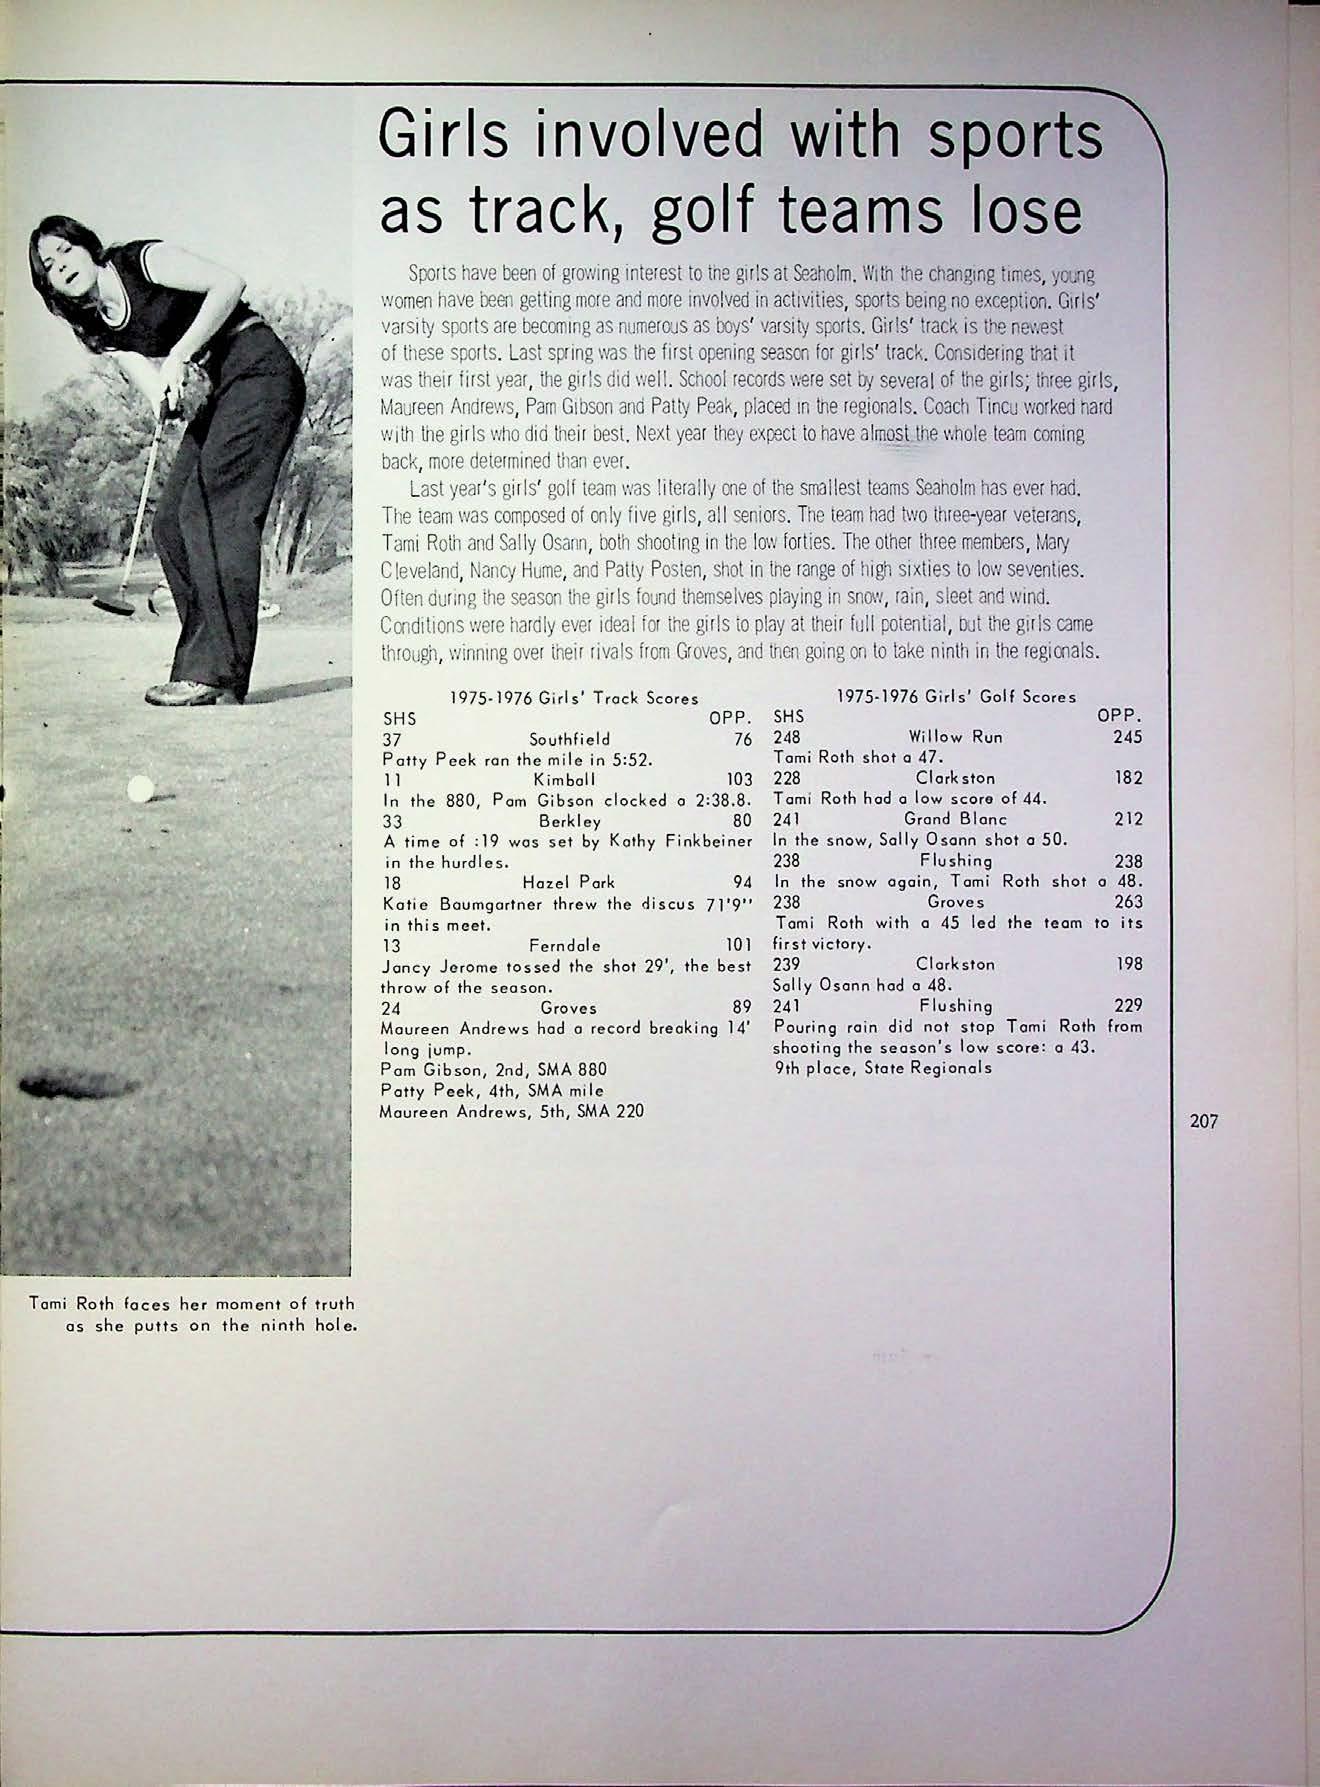 Girls involved with sports
as track, golf teams lose
Sports have been of growing interest to the girls at Seaholm. With the changing times, young
women have been getting more and more involved in activities, sports being no exception. Girls'
varsity sports are becoming as numerous as boys' varsity sports. Girls' track is the newest
of these sports. Last spring was the first opening season for girls' track. Considering that it
was their first year, the girls did well. School records were set by several of the girls; three girls,
Maureen Andrews, Pam Gibson and Patty Peak, placed in the regionals. Coach Tincu worked hard
with the girls who did their best. Next year they expect to have almost the whole team coming
back, more determined than ever.
Last year's girls' golf team was literally one of the smallest teams Seaholm has ever had.
The team was composed of only five girls, all seniors. The team had two three-year veterans,
Tami Roth and Sally Osann, both shooting in the low forties. The other three members, Mary
Cleveland, Nancy Hume, and Patty Posten, shot in the range of high sixties to low seventies.
Often during the season the girls found themselves playing in snow, rain, sleet and wind.
Conditions were hardly ever ideal for the girls to play at their full potential, but the girls came
through, winning over their rivals from Groves, and then going on to take ninth in the regionals.
1975-1976 Girls' Track Scores
SHS OPP.
37 Southfield 76
Patty Peek ran the mile in 5:52.
11 Kimball 103
In the 880, Pam Gibson clocked a 2:38.8.
33 Berkley 80
A time of :19 was set by Kathy Finkbeiner
in the hurdles.
18 Hazel Park 94
Katie Baumgartner threw the discus 71'9''
in this meet.
13 Ferndale 101
Jancy Jerome tossed the shot 29', the best
throw of the season.
24 Groves 89
Maureen Andrews had a record breaking 14'
long jump.
Pam Gibson, 2nd, SMA 880
Patty Peek, 4th, SMA mile
Maureen Andrews, 5th, SMA 220
1975-1976 Girls' Golf Scores
SHS OPP.
248 Willow Run 245
Tami Roth shot a 47.
228 Clarkston 182
Tami Roth had a low score of 44.
241 Grand Blanc 212
In the snow, Sally Osann shot a 50.
238 Flushing 238
In the snow again, Tami Roth shot a 48.
238 Groves 263
Tami Roth with a 45 led the team to its
first victory.
239 Clarkston 198
Sally Osann had a 48.
241 Flushing 229
Pouring rain did not stop Tami Roth from
shooting the season's low score: a 43.
9th place, State Regionals
207
Tami Roth faces her moment of truth
as she putts on the ninth hole.